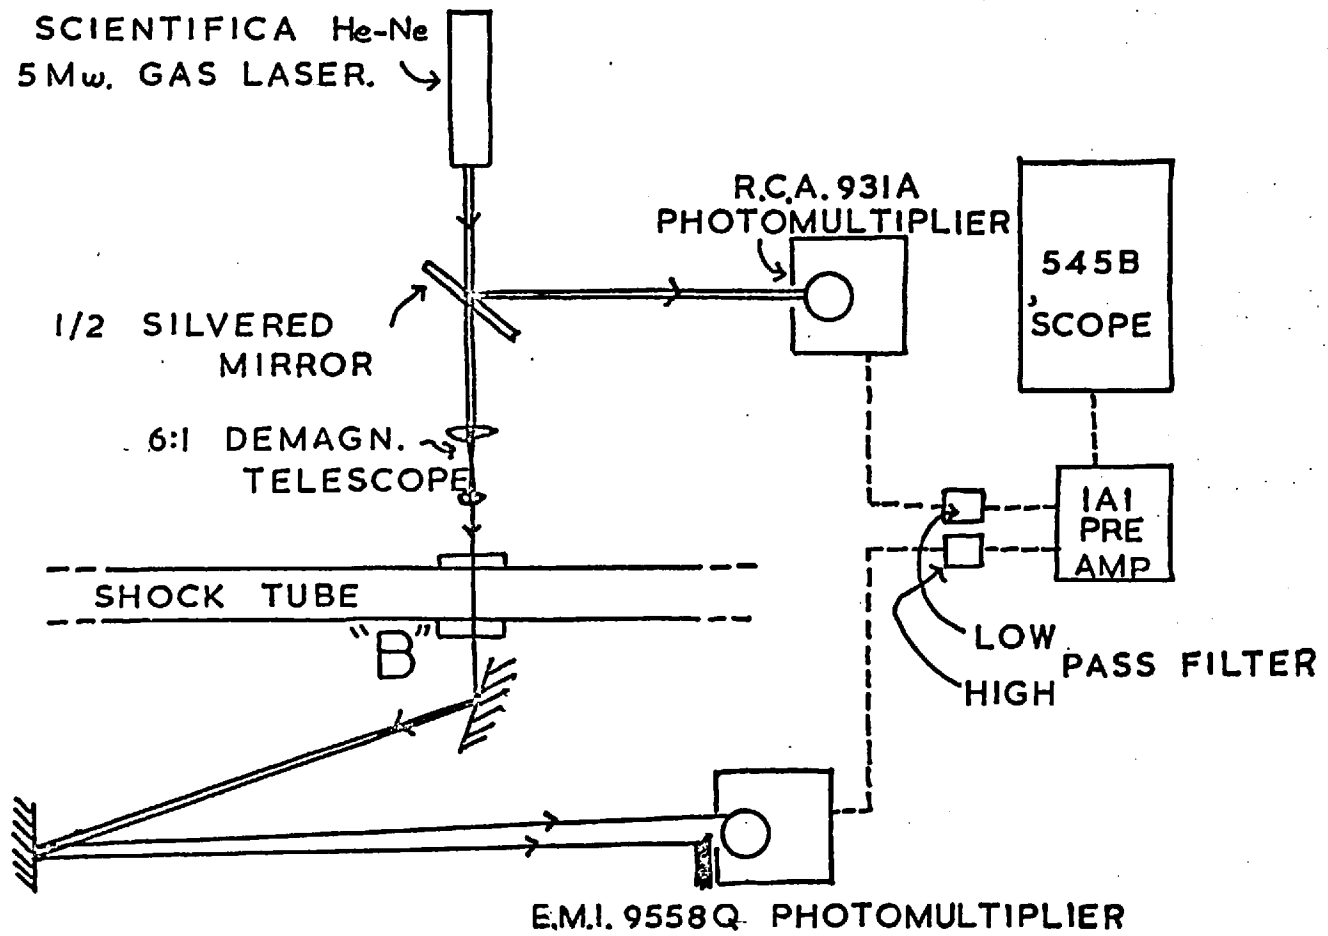 SCIENTIFICA He-Ne
5Mw. GAS LASER.
R.C.A. 931A
PHOTOMULTIPLIER
545B
'SCOPE
1/2 SILVERED
MIRROR
6:1 DEMAGN.
TELESCOPE
1A1
PRE
AMP
SHOCK TUBE
"B"
LOW
HIGH
PASS FILTER
E.M.I. 9558Q PHOTOMULTIPLIER